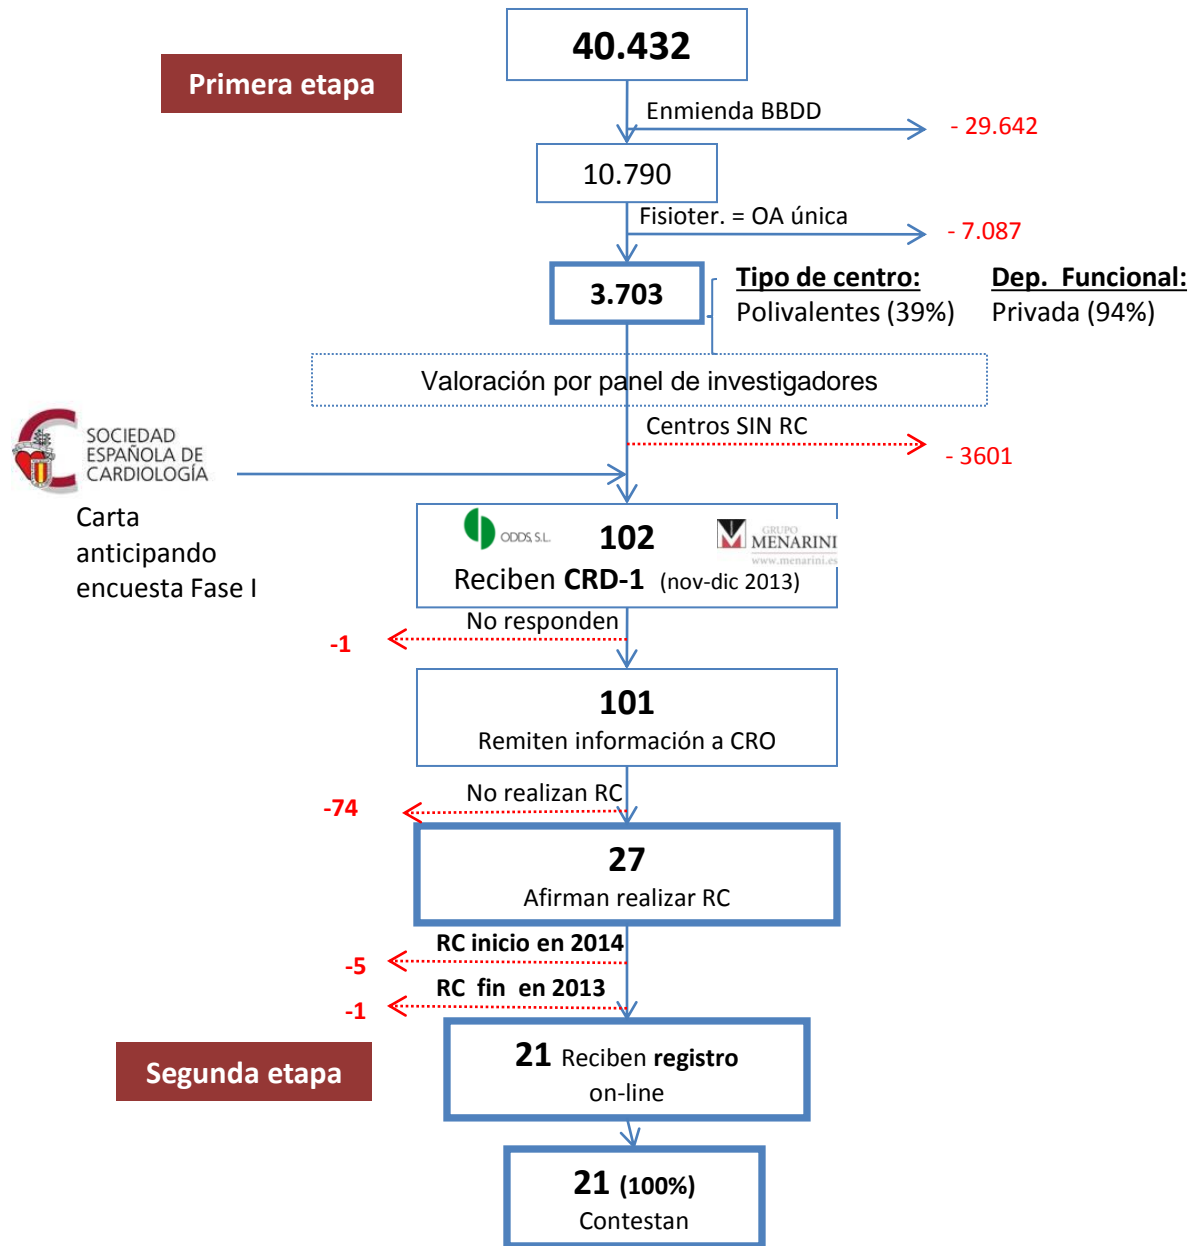 40.432
Primera etapa
Enmienda BBDD
- 29.642
10.790
Fisioter. = OA única
- 7.087
3.703
Tipo de centro:
Polivalentes (39%)
Dep. Funcional:
Privada (94%)
Valoración por panel de investigadores
Centros SIN RC
- 3601
SOCIEDAD
ESPAÑOLA DE
CARDIOLOGÍA
Carta
anticipando
encuesta Fase I
ODDS, S.L.
102
GRUPO
MENARINI
www.menarini.es
Reciben CRD-1 (nov-dic 2013)
No responden
-1
101
Remiten información a CRO
No realizan RC
-74
27
Afirman realizar RC
RC inicio en 2014
-5
RC fin en 2013
-1
Segunda etapa
21 Reciben registro
on-line
21 (100%)
Contestan